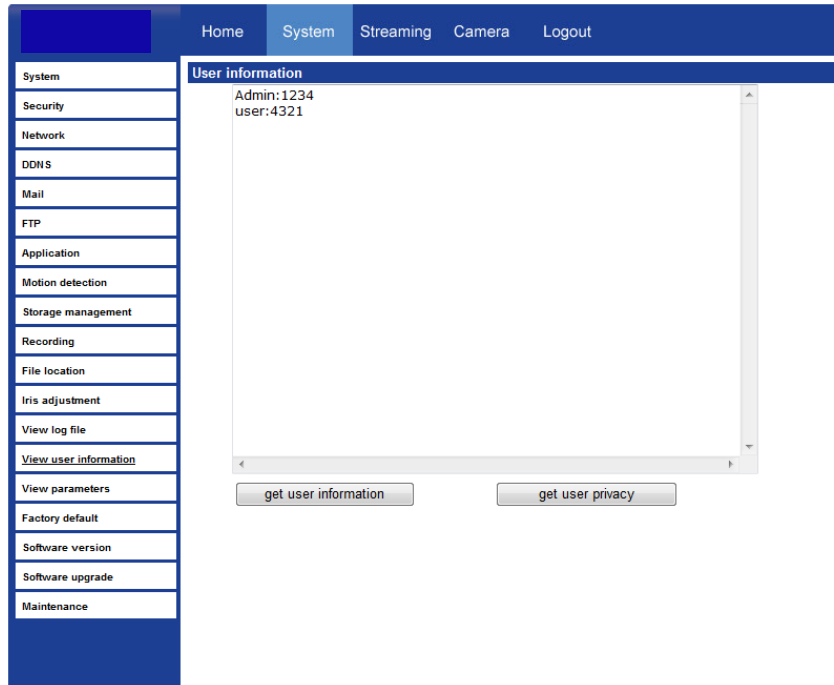 Home System Streaming Camera Logout
System
Security
Network
DDNS
Mail
FTP
Application
Motion detection
Storage management
Recording
File location
Iris adjustment
View log file
View user information
View parameters
Factory default
Software version
Software upgrade
Maintenance
User information
Admin:1234
user:4321
get user information get user privacy